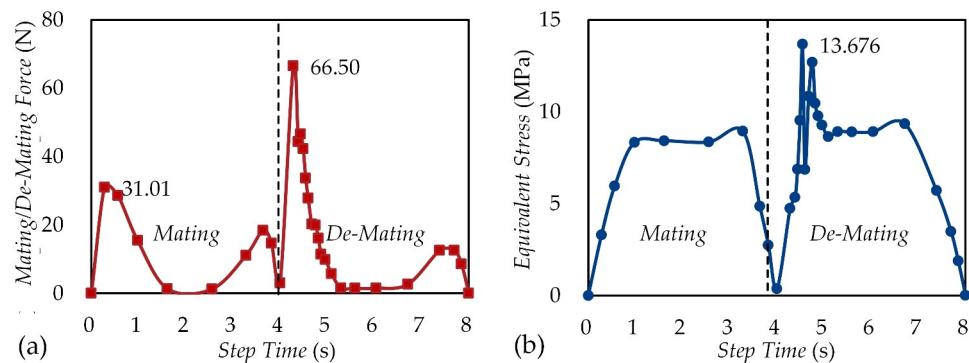 Mating/De-Mating Force (N)
80
60
40
20
0
66.50
31.01
Mating
De-Mating
0 1 2 3 4 5 6 7 8
Step Time (s)
(a)
Equivalent Stress (MPa)
15
10
5
0
13.676
Mating
De-Mating
0 1 2 3 4 5 6 7 8
Step Time (s)
(b)